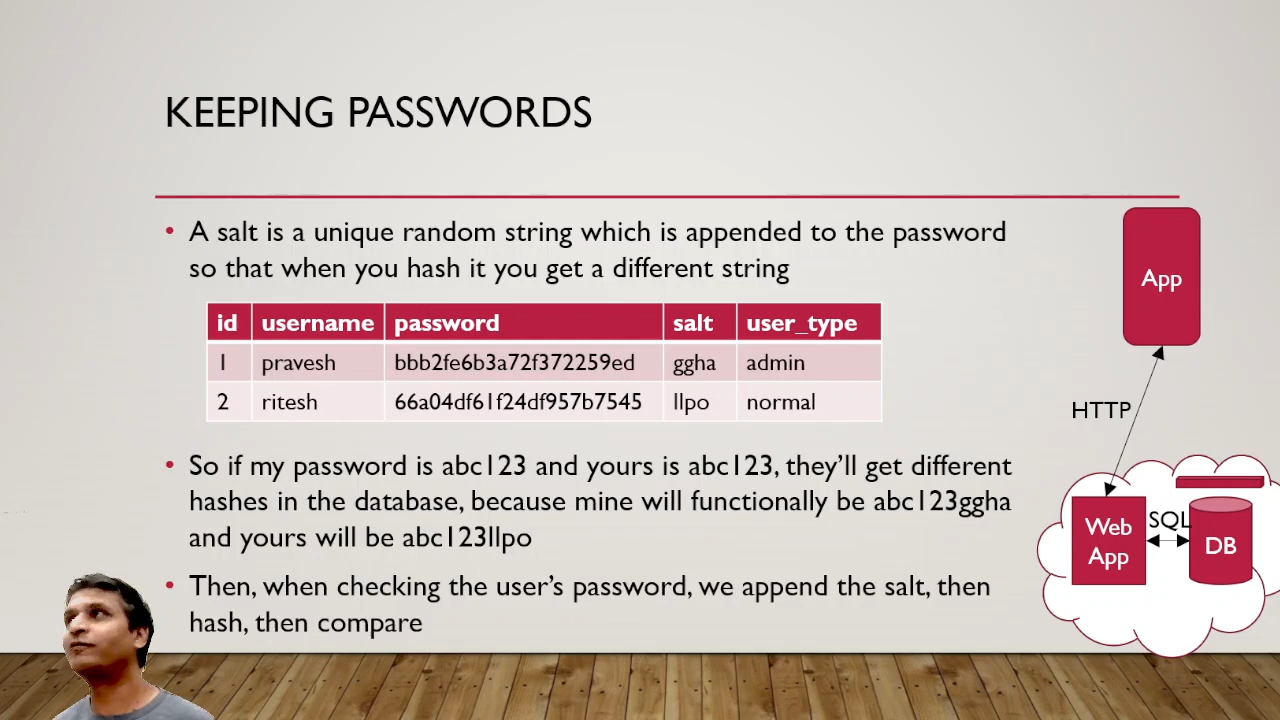 KEEPING PASSWORDS
• A salt is a unique random string which is appended to the password
so that when you hash it you get a different string
id username password salt user_type
1 pravesh bbb2fe6b3a72f372259ed ggha admin
2 ritesh 66a04df61f24df957b7545 llpo normal
• So if my password is abc123 and yours is abc123, they'll get different
hashes in the database, because mine will functionally be abc123ggha
and yours will be abc123llpo
• Then, when checking the user's password, we append the salt, then
hash, then compare
App
HTTP
Web
App
SQL
DB